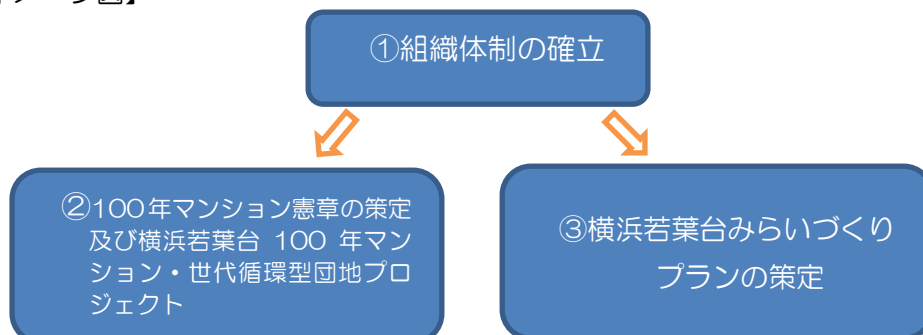 ①組織体制の確立
②100年マンション憲章の策定
及び横浜若葉台 100 年マン
ション・世代循環型団地プロ
ジェクト
③横浜若葉台みらいづくり
プランの策定